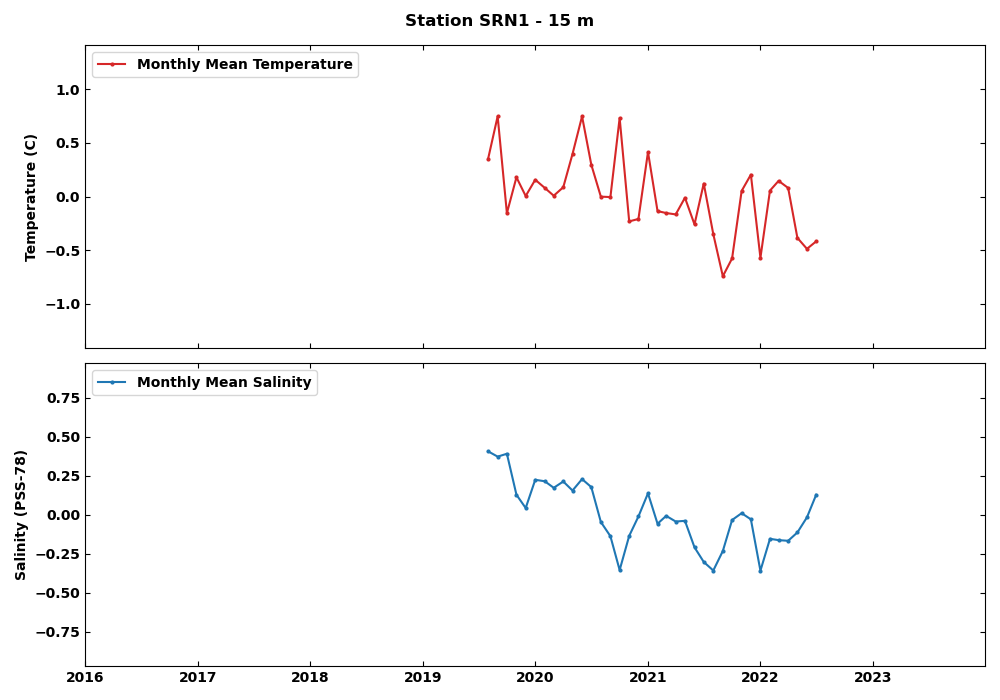 Station SRN1 - 15 m
Monthly Mean Temperature
Temperature (C)
1.0
0.5
0.0
−0.5
−1.0
Monthly Mean Salinity
Salinity (PSS-78)
0.75
0.50
0.25
0.00
−0.25
−0.50
−0.75
2016 2017 2018 2019 2020 2021 2022 2023